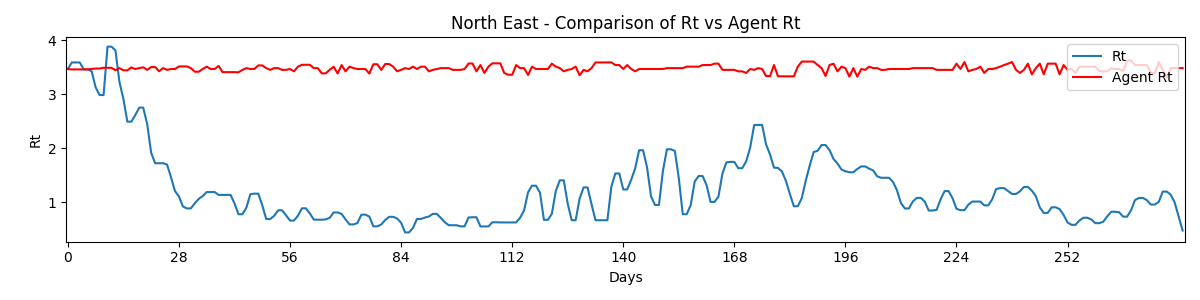 North East - Comparison of Rt vs Agent Rt
4
3
2
1
Rt
Rt
Agent Rt
0 28 56 84 112 140 168 196 224 252
Days